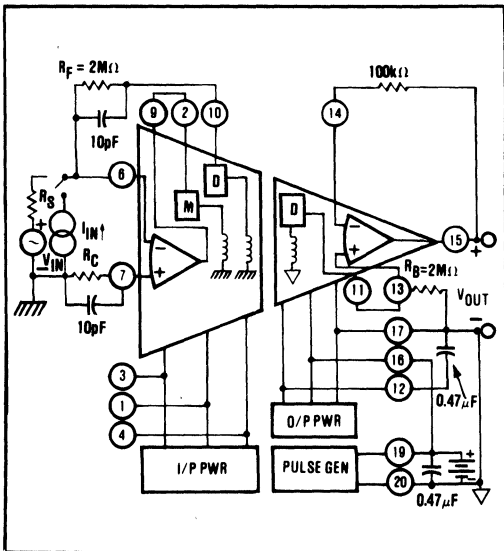 R_F = 2MΩ
10pF
9
2
10
100kΩ
14
6
D
M
R_S
+
I_IN↑
−
V_IN
R_C
7
10pF
−
+
D
−
+
15
+
R_B=2MΩ
11
13
V_OUT
17
−
16
12
0.47μF
3
1
4
O/P PWR
I/P PWR
PULSE GEN
19
20
+
−
0.47μF